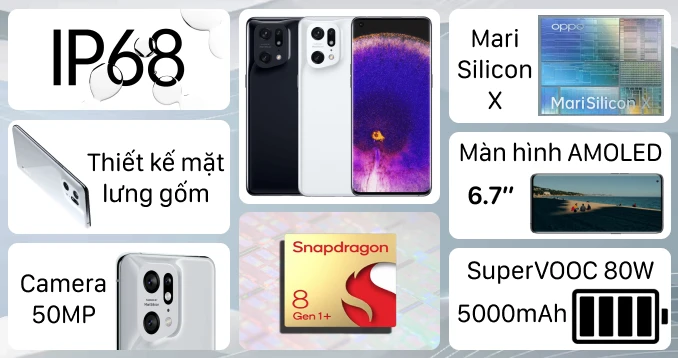 IP68
Thiết kế mặt
lưng gốm
Camera
50MP
Snapdragon
8
Gen 1+
Mari
Silicon
X
oppo
MariSilicon X
Màn hình AMOLED
6.7"
SuperVOOC 80W
5000mAh